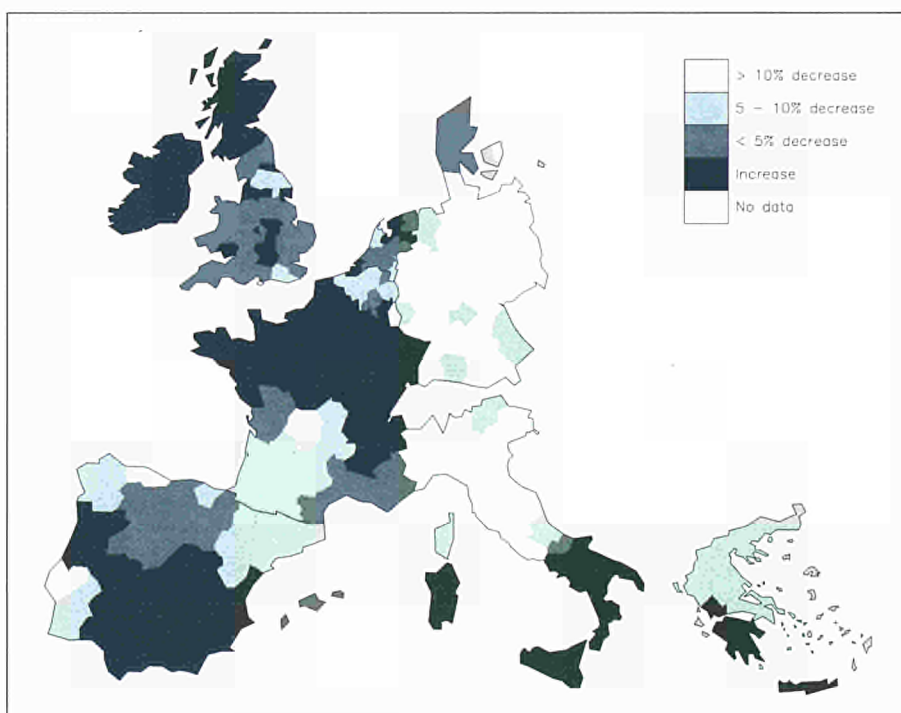 > 10% decrease
5 - 10% decrease
< 5% decrease
Increase
No data